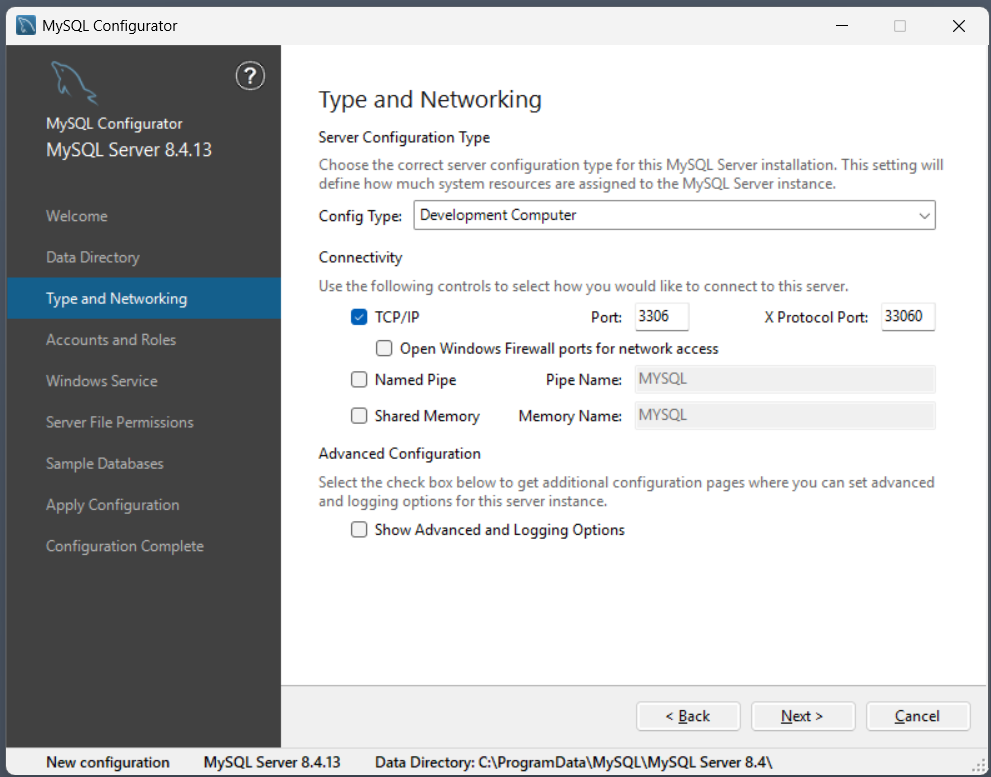 MySQL Configurator
?
MySQL Configurator
MySQL Server 8.4.13
Welcome
Data Directory
Type and Networking
Accounts and Roles
Windows Service
Server File Permissions
Sample Databases
Apply Configuration
Configuration Complete
Type and Networking
Server Configuration Type
Choose the correct server configuration type for this MySQL Server installation. This setting will
define how much system resources are assigned to the MySQL Server instance.
Config Type: Development Computer
Connectivity
Use the following controls to select how you would like to connect to this server.
TCP/IP Port: 3306 X Protocol Port: 33060
Open Windows Firewall ports for network access
Named Pipe Pipe Name: MYSQL
Shared Memory Memory Name: MYSQL
Advanced Configuration
Select the check box below to get additional configuration pages where you can set advanced
and logging options for this server instance.
Show Advanced and Logging Options
< Back Next > Cancel
New configuration MySQL Server 8.4.13 Data Directory: C:\ProgramData\MySQL\MySQL Server 8.4\